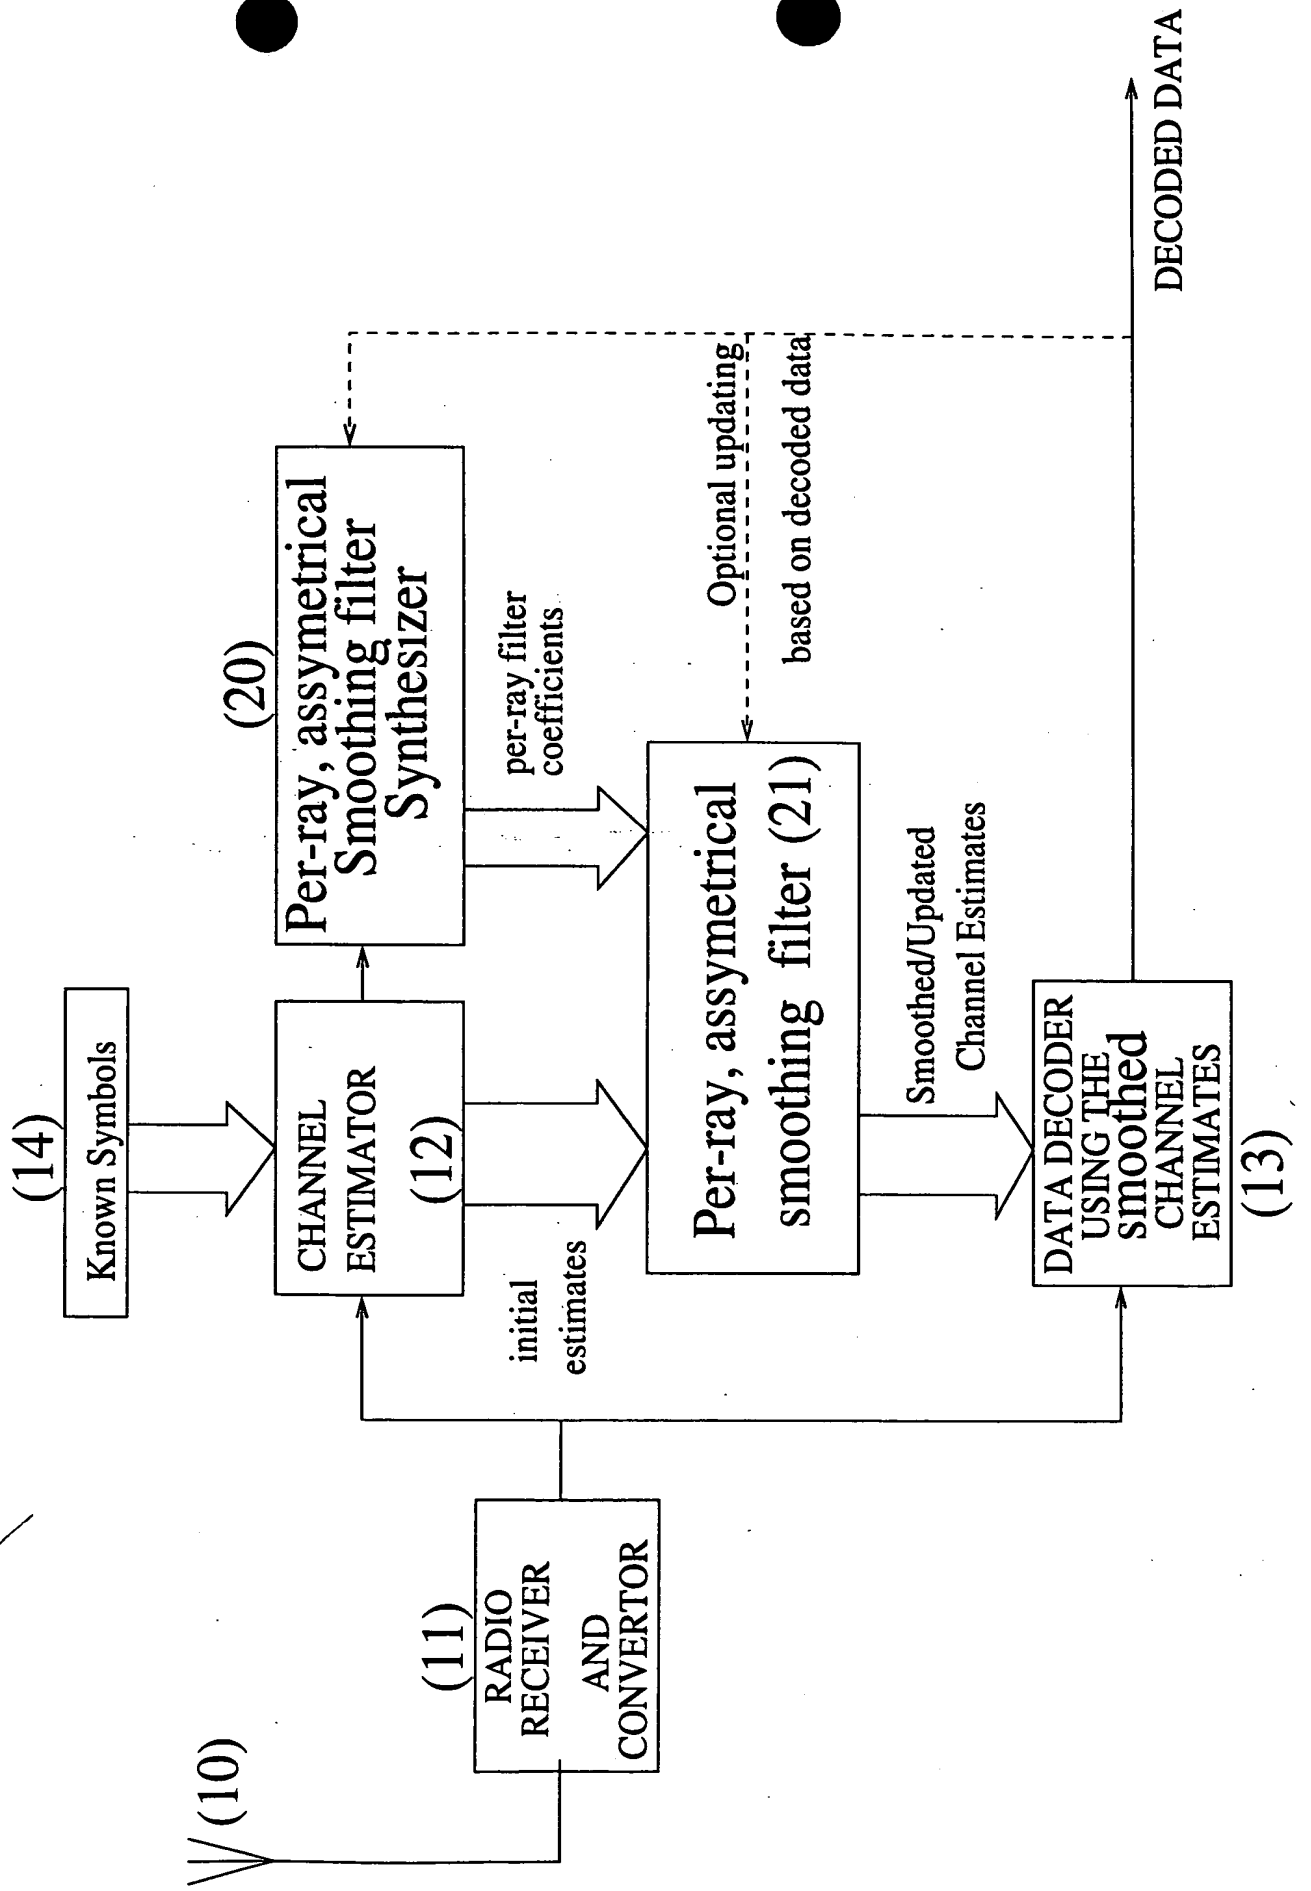 (14)
Known Symbols
(20)
Per-ray, assymetrical
Smoothing filter
Synthesizer
CHANNEL
ESTIMATOR
(12)
(10)
(11)
RADIO
RECEIVER
AND
CONVERTOR
initial
estimates
per-ray filter
coefficients
Per-ray, assymetrical
smoothing filter (21)
Optional updating
based on decoded data
Smoothed/Updated
Channel Estimates
DATA DECODER
USING THE
smoothed
CHANNEL
ESTIMATES
(13)
DECODED DATA